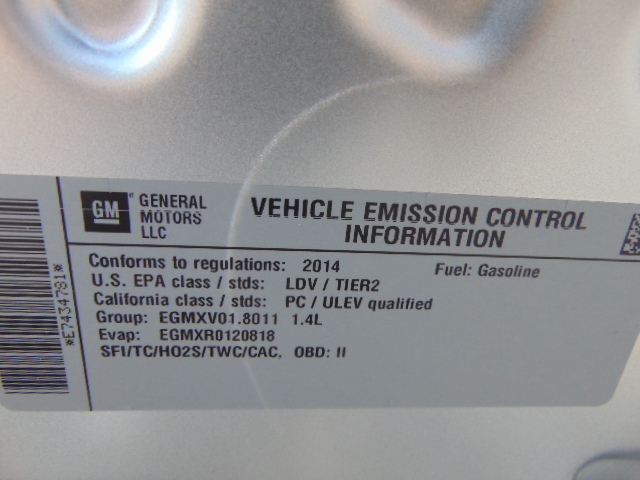 GM
GENERAL
MOTORS
LLC
VEHICLE EMISSION CONTROL
INFORMATION
Conforms to regulations: 2014
Fuel: Gasoline
U.S. EPA class / stds: LDV / TIER2
California class / stds: PC / ULEV qualified
Group: EGMXV01.8011 1.4L
Evap: EGMXR0120818
SFI/TC/HO2S/TWC/CAC, OBD: II
*E7434781*